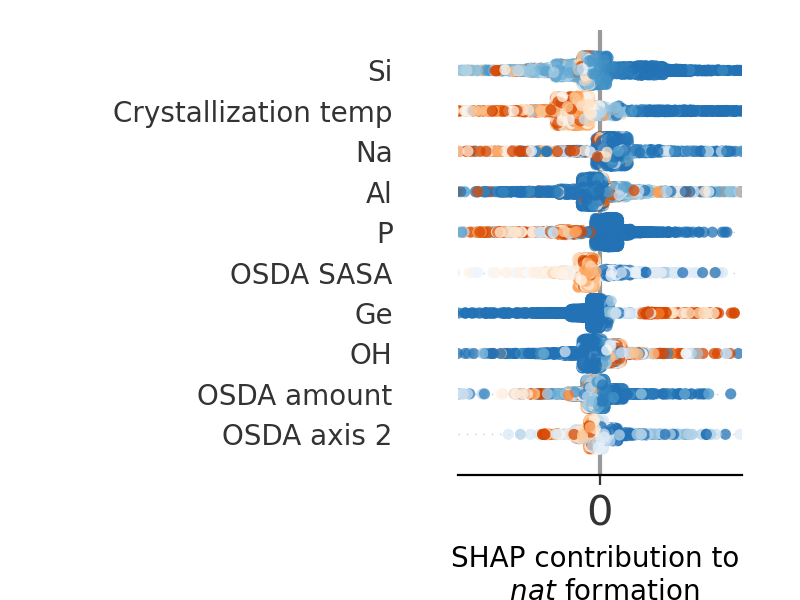 Si
Crystallization temp
Na
Al
P
OSDA SASA
Ge
OH
OSDA amount
OSDA axis 2
0
SHAP contribution to
nat formation